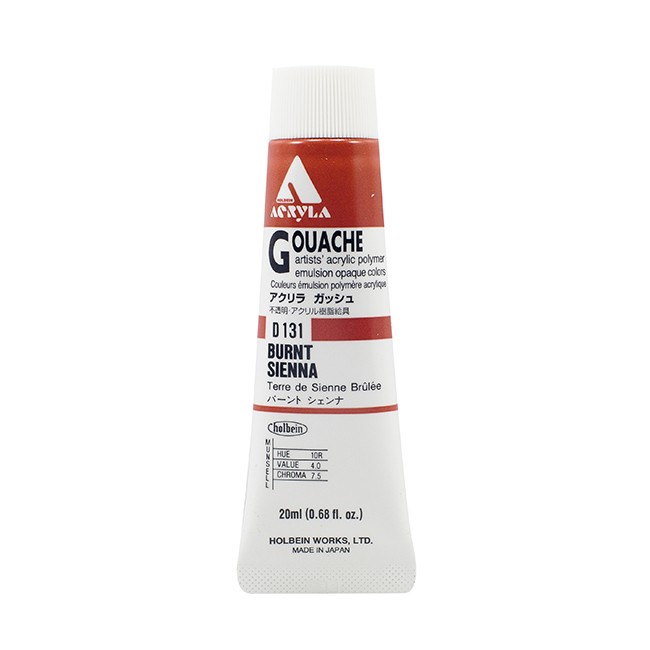 HOLBEIN
ACRYLA
GOUACHE
artists' acrylic polymer
emulsion opaque colors
Couleurs émulsion polymère acrylique
アクリラ ガッシュ
不透明・アクリル樹脂絵具
D131
BURNT
SIENNA
Terre de Sienne Brûlée
バーント シェンナ
holbein
MUNSELL
HUE 10R
VALUE 4.0
CHROMA 7.5
20ml (0.68 fl. oz.)
HOLBEIN WORKS, LTD.
MADE IN JAPAN